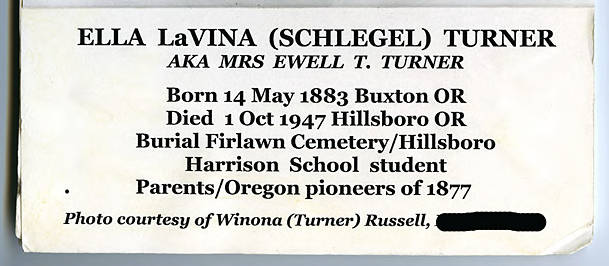 ELLA LaVINA (SCHLEGEL) TURNER
AKA MRS EWELL T. TURNER
Born 14 May 1883 Buxton OR
Died 1 Oct 1947 Hillsboro OR
Burial Firlawn Cemetery/Hillsboro
Harrison School student
. Parents/Oregon pioneers of 1877
Photo courtesy of Winona (Turner) Russell,